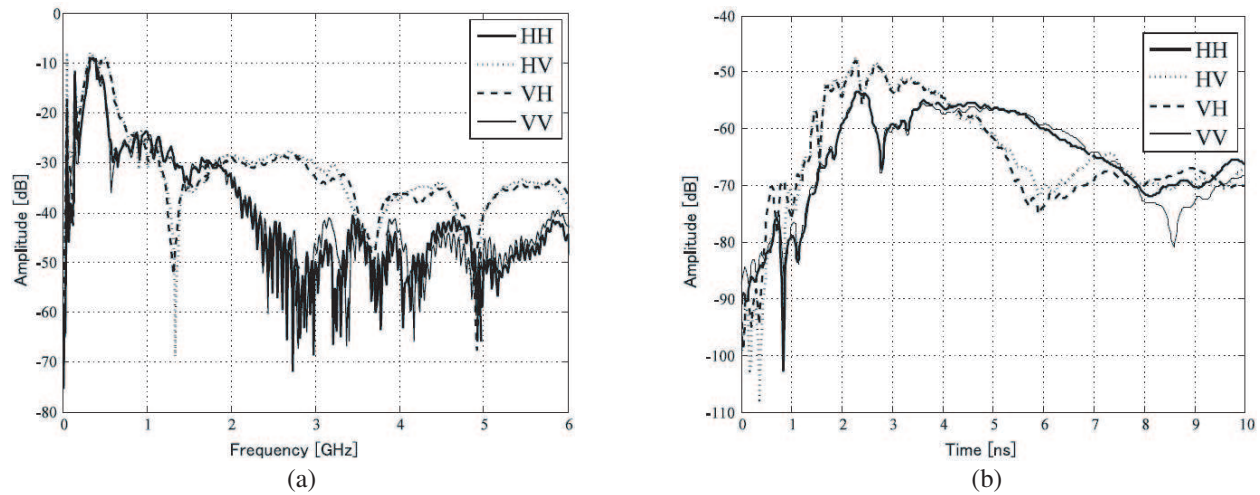 0
-10
-20
-30
-40
-50
-60
-70
-80
Amplitude [dB]
HH
HV
VH
VV
0 1 2 3 4 5 6
Frequency [GHz]
(a)
-40
-50
-60
-70
-80
-90
-100
-110
Amplitude [dB]
HH
HV
VH
VV
0 1 2 3 4 5 6 7 8 9 10
Time [ns]
(b)